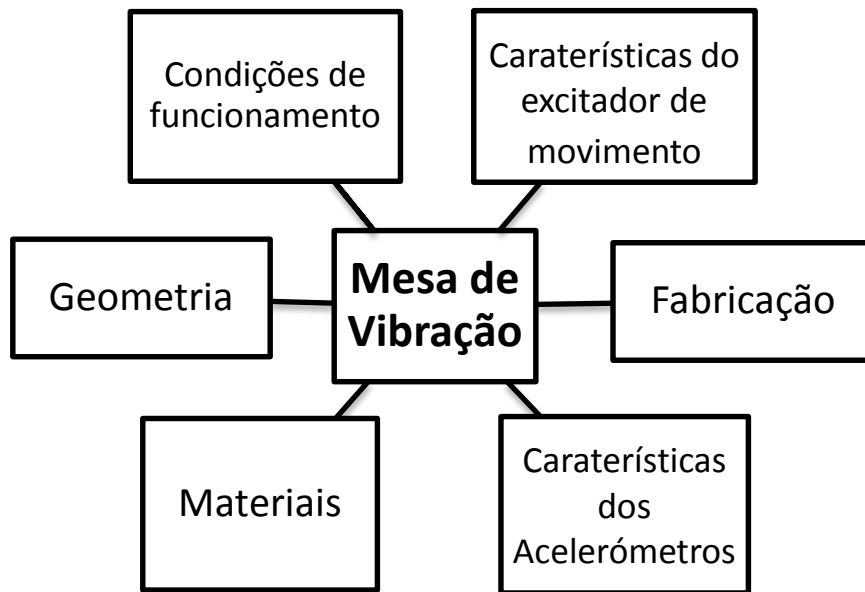 Condições de
funcionamento
Caraterísticas do
excitador de
movimento
Geometria
Mesa de
Vibração
Fabricação
Materiais
Caraterísticas
dos
Acelerómetros